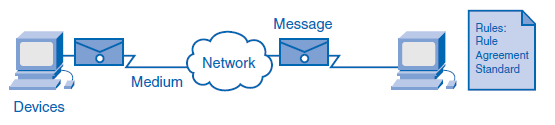 Message
Rules:
Rule
Agreement
Standard
Network
Medium
Devices